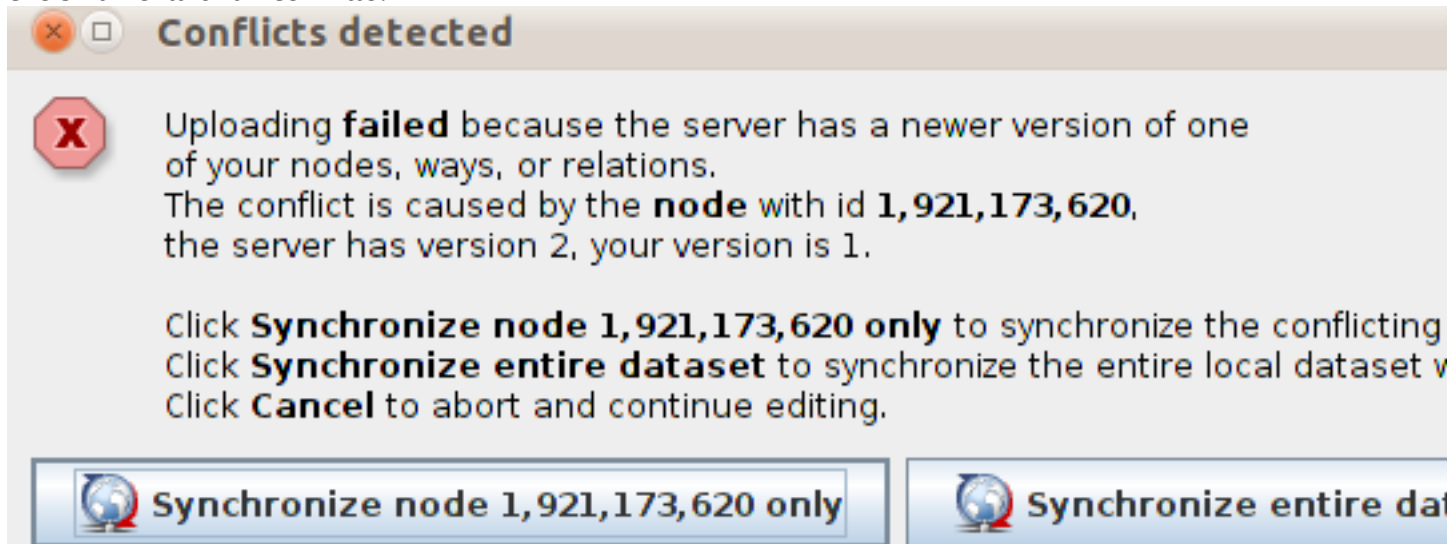 Conflicts detected
Uploading failed because the server has a newer version of one
of your nodes, ways, or relations.
The conflict is caused by the node with id 1,921,173,620,
the server has version 2, your version is 1.
Click Synchronize node 1,921,173,620 only to synchronize the conflicting
Click Synchronize entire dataset to synchronize the entire local dataset
Click Cancel to abort and continue editing.
Synchronize node 1,921,173,620 only
Synchronize entire